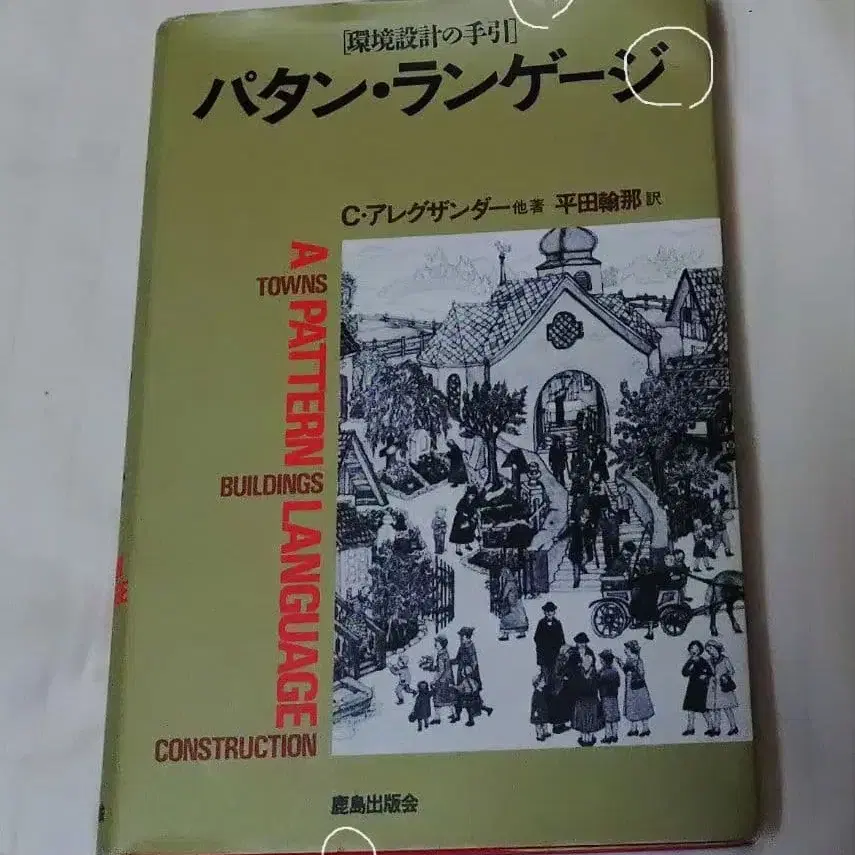 [環境設計の手引]
パタン・ランゲージ
C・アレグザンダー他著 平田翰那訳
A PATTERN LANGUAGE
TOWNS
BUILDINGS
CONSTRUCTION
鹿島出版会